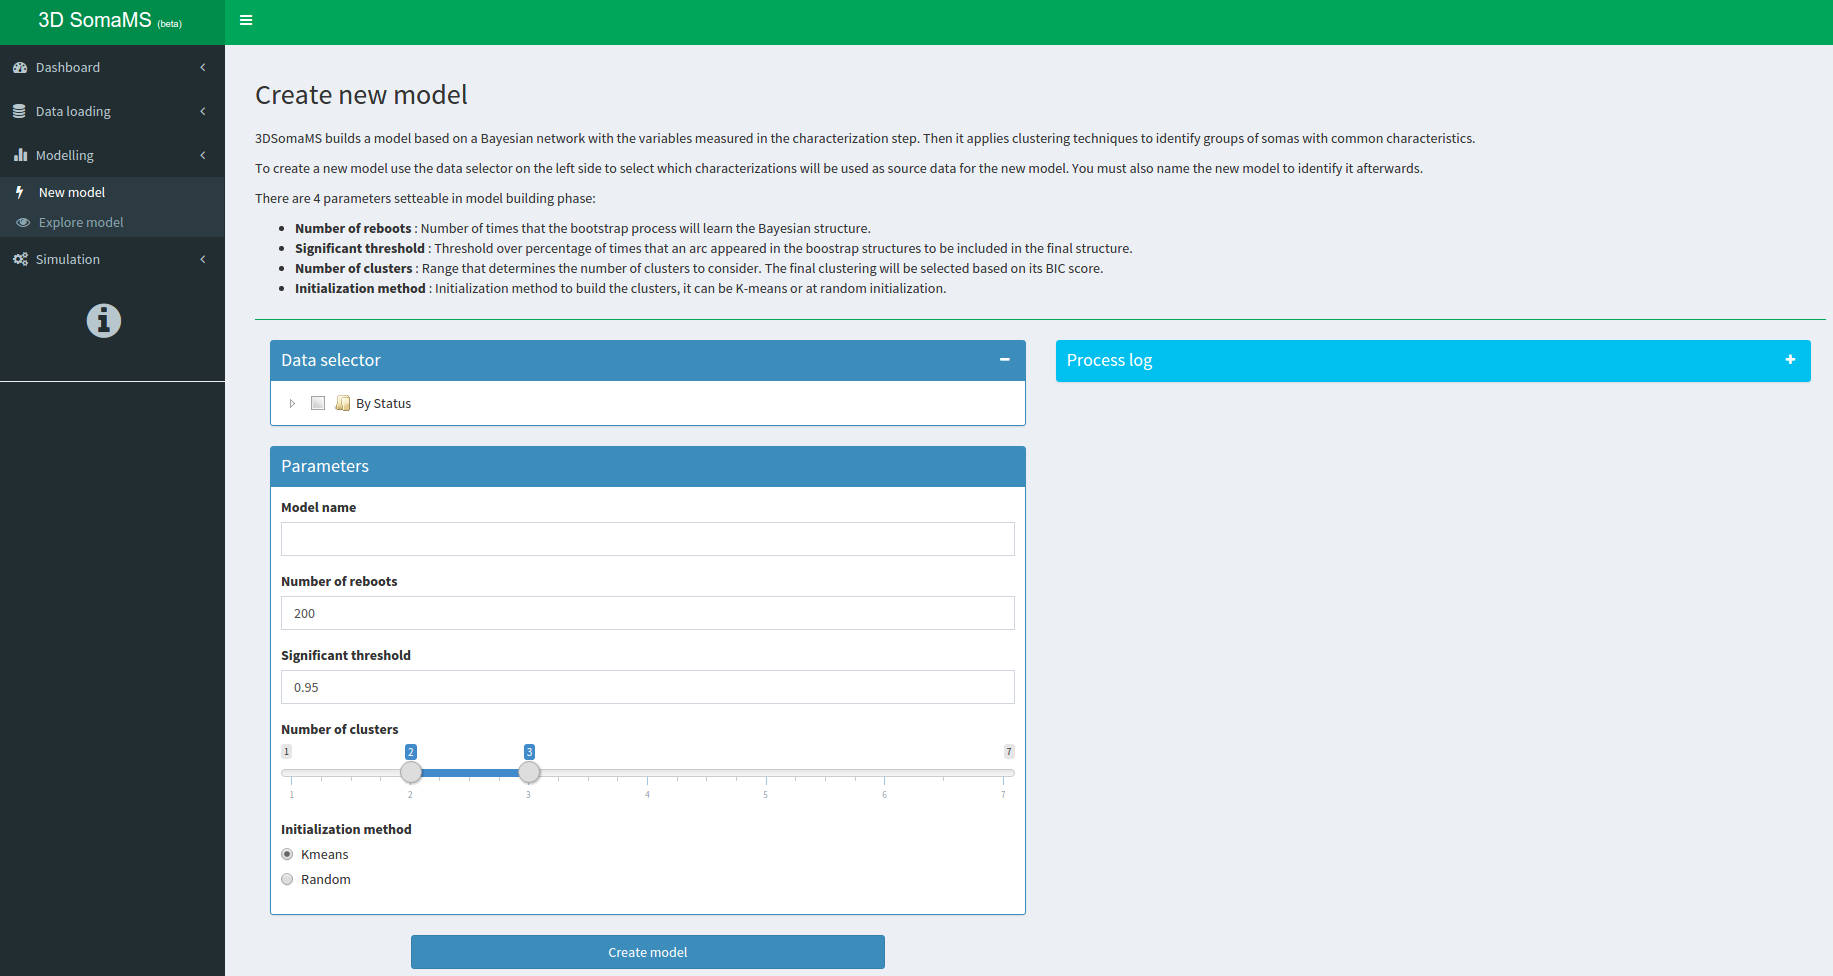 3D SomaMS (beta)
Dashboard
Data loading
Modelling
New model
Explore model
Simulation
Create new model
3DSomaMS builds a model based on a Bayesian network with the variables measured in the characterization step. Then it applies clustering techniques to identify groups of somas with common characteristics.
To create a new model use the data selector on the left side to select which characterizations will be used as source data for the new model. You must also name the new model to identify it afterwards.
There are 4 parameters setteable in model building phase:
Number of reboots : Number of times that the bootstrap process will learn the Bayesian structure.
Significant threshold : Threshold over percentage of times that an arc appeared in the boostrap structures to be included in the final structure.
Number of clusters : Range that determines the number of clusters to consider. The final clustering will be selected based on its BIC score.
Initialization method : Initialization method to build the clusters, it can be K-means or at random initialization.
Data selector
By Status
Process log
Parameters
Model name
Number of reboots
200
Significant threshold
0.95
Number of clusters
1 2 3 7
1 2 3 4 5 6 7
Initialization method
Kmeans
Random
Create model